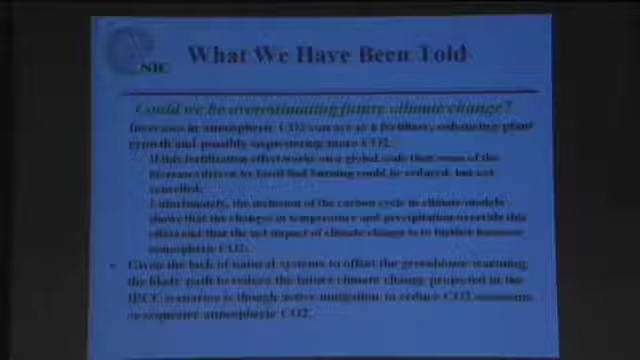 NIC
What We Have Been Told
Could we be overestimating future climate change?
Increases in atmospheric CO2 can act as a fertilizer, enhancing plant
growth and possibly sequestering more CO2.
If this fertilization effect works on a global scale then some of the
increases driven by fossil fuel burning could be reduced, but not
cancelled.
Unfortunately, the inclusion of the carbon cycle in climate models
shows that the changes in temperature and precipitation override this
effect and that the net impact of climate change is to further increase
atmospheric CO2.
• Given the lack of natural systems to offset the greenhouse warming,
the likely path to reduce the future climate change projected in the
IPCC scenarios is though active mitigation to reduce CO2 emissions
or sequester atmospheric CO2.